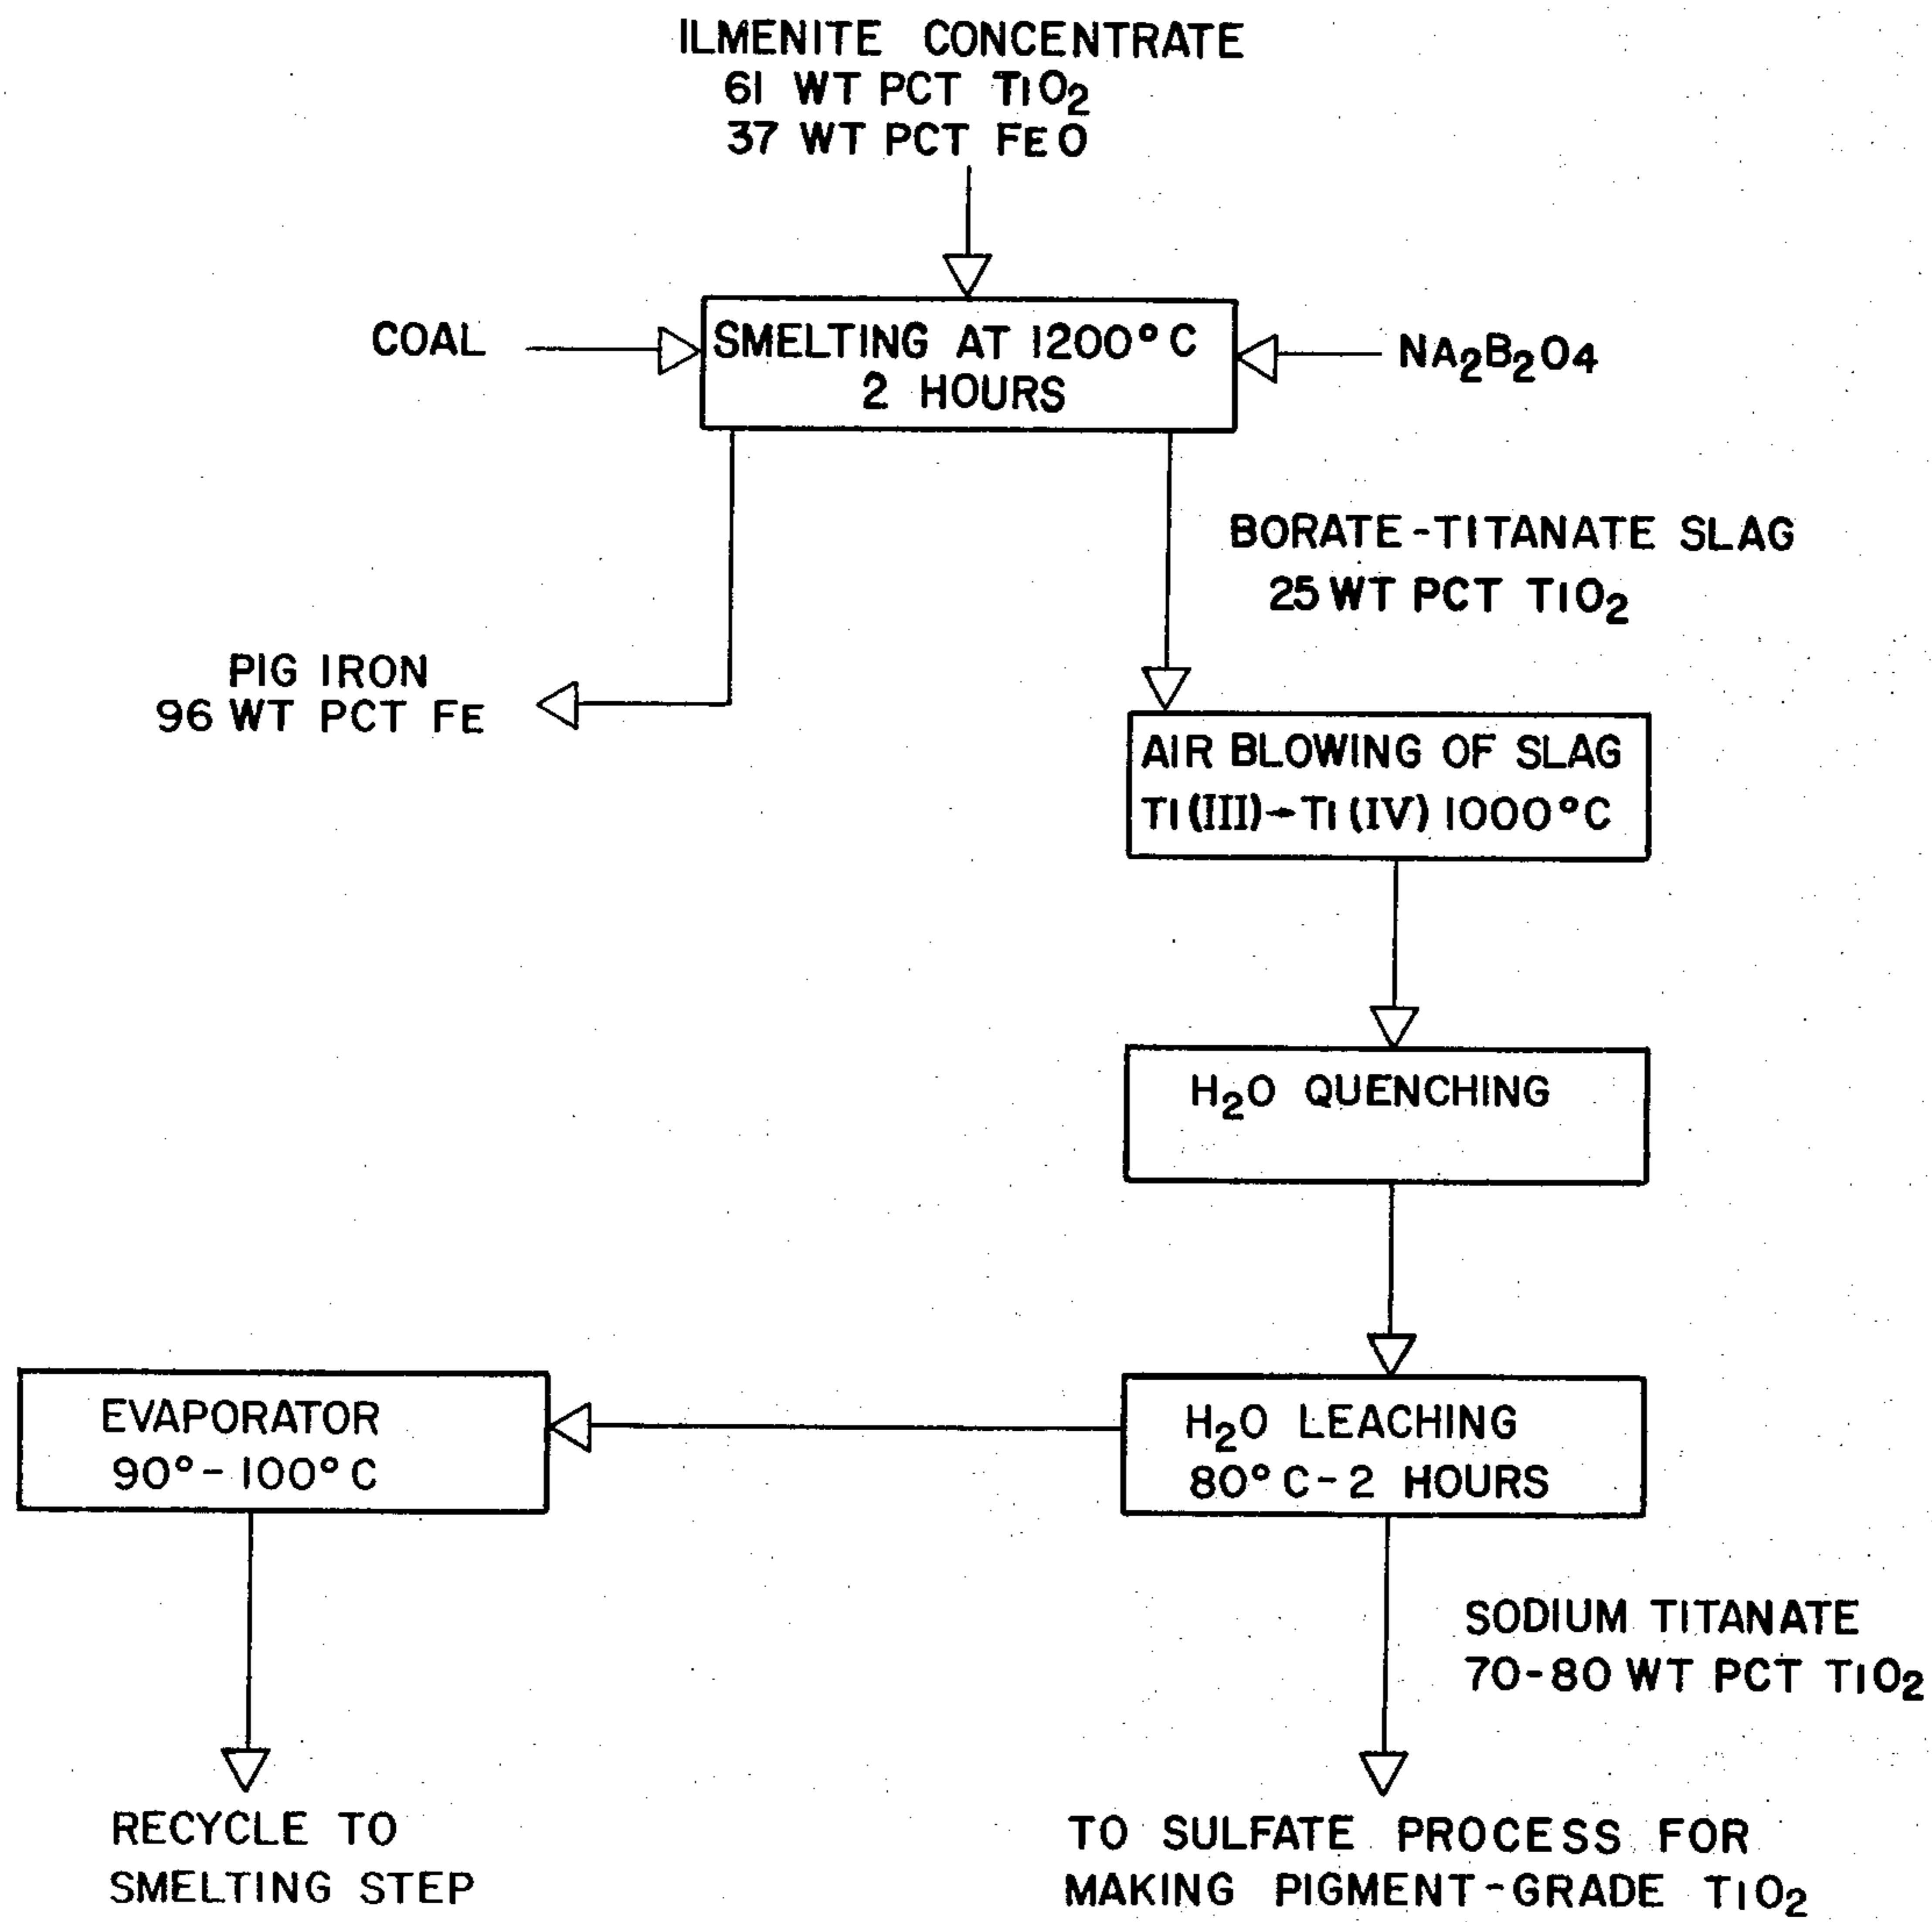 ILMENITE CONCENTRATE
61 WT PCT TiO₂
37 WT PCT FeO
COAL
SMELTING AT 1200°C
2 HOURS
NA₂B₂O₄
BORATE-TITANATE SLAG
25 WT PCT TiO₂
PIG IRON
96 WT PCT FE
AIR BLOWING OF SLAG
Ti(III)→Ti(IV) 1000°C
H₂O QUENCHING
EVAPORATOR
90°-100°C
H₂O LEACHING
80°C-2 HOURS
SODIUM TITANATE
70-80 WT PCT TiO₂
RECYCLE TO
SMELTING STEP
TO SULFATE PROCESS FOR
MAKING PIGMENT-GRADE TiO₂